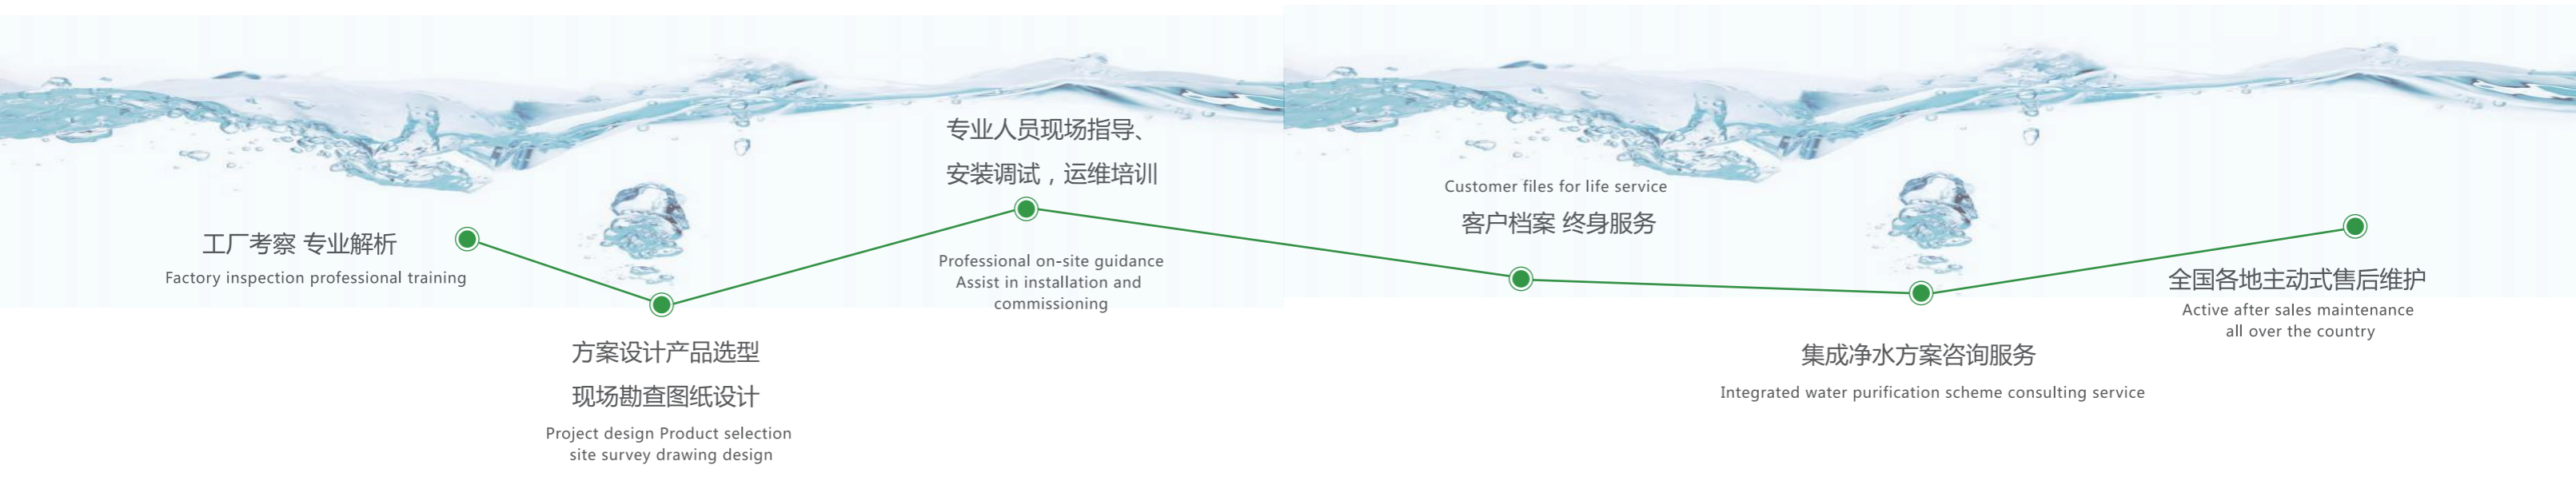 工厂考察 专业解析
Factory inspection professional training
方案设计产品选型
现场勘查图纸设计
Project design Product selection
site survey drawing design
专业人员现场指导、
安装调试，运维培训
Professional on-site guidance
Assist in installation and
commissioning
Customer files for life service
客户档案 终身服务
集成净水方案咨询服务
Integrated water purification scheme consulting service
全国各地主动式售后维护
Active after sales maintenance
all over the country